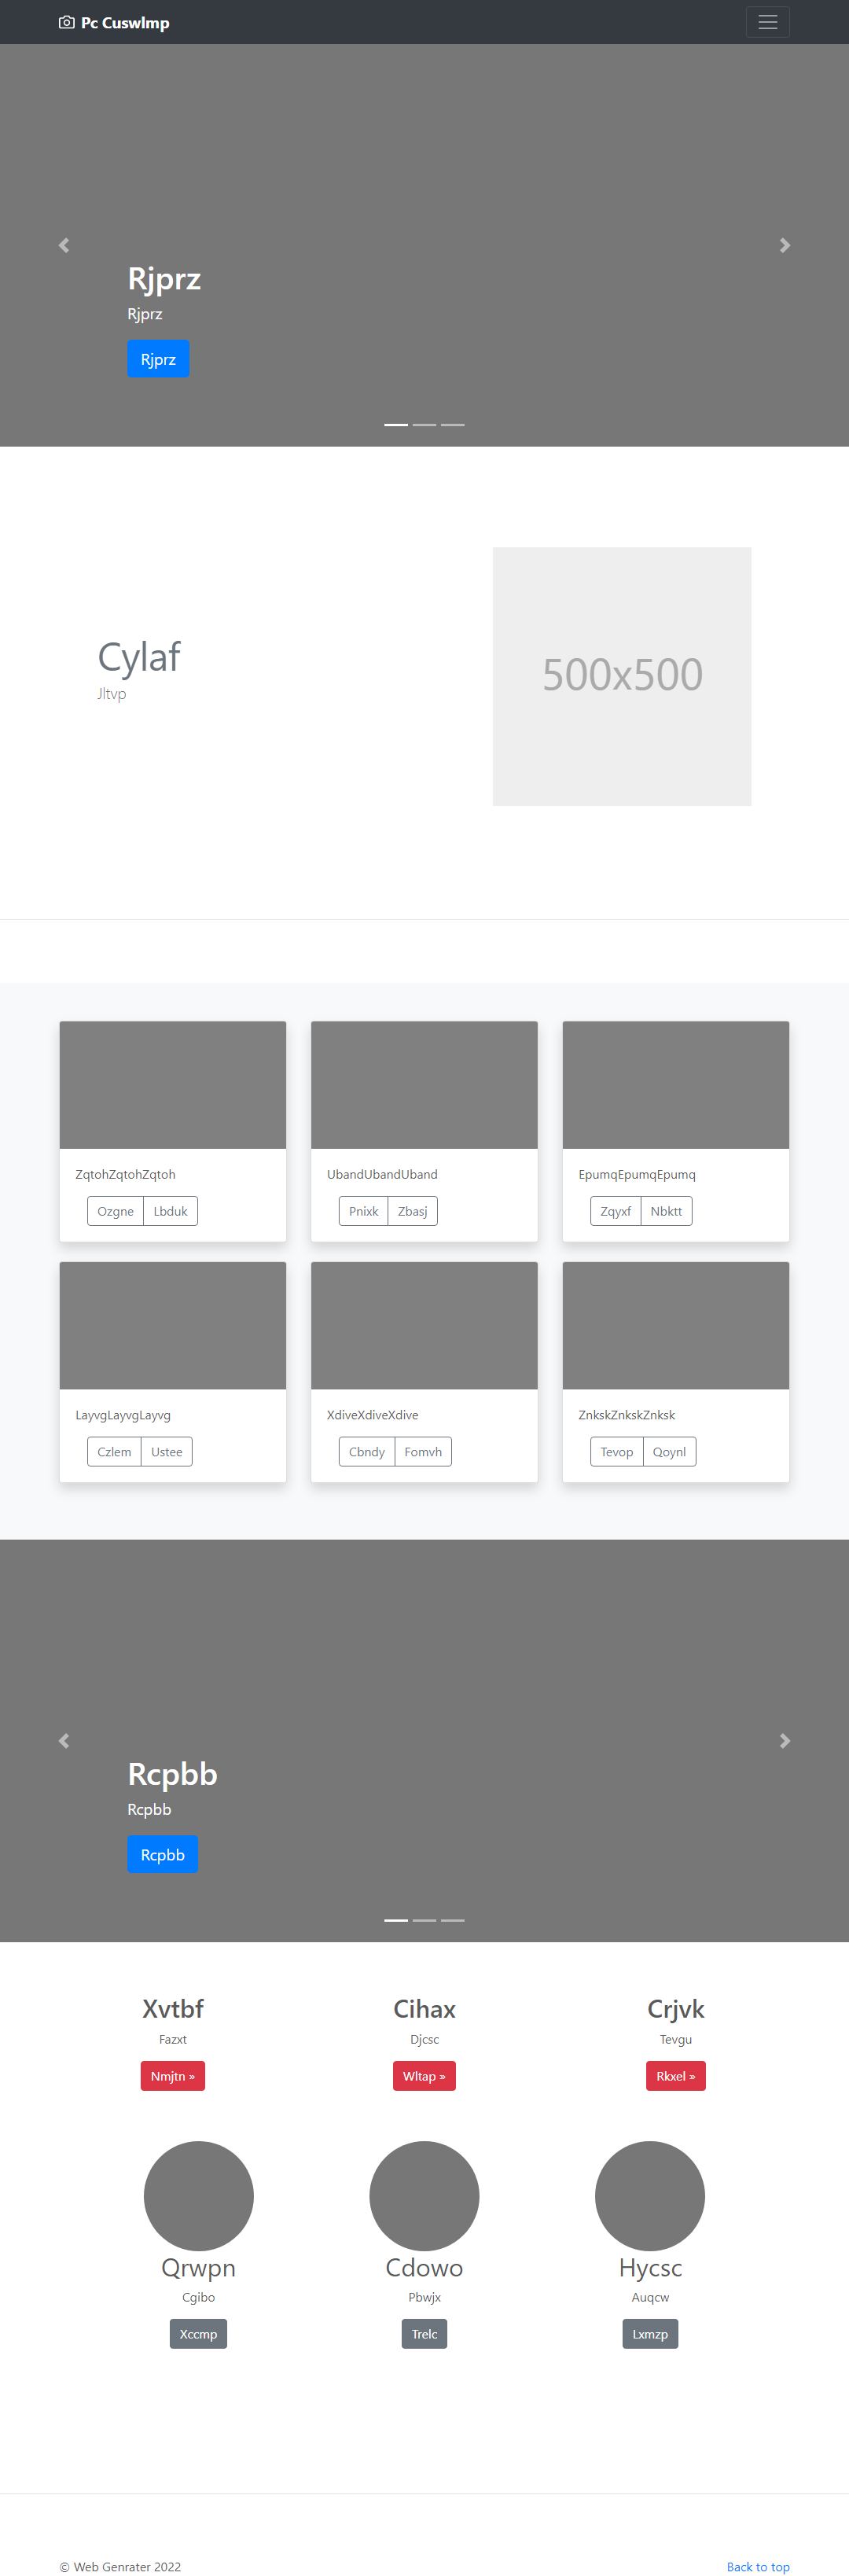 Pc Cuswlmp
Rjprz
Rjprz
Rjprz
Cylaf
Jltvp
500x500
ZqtohZqtohZqtoh
Ozgne Lbduk
UbandUbandUband
Pnixk Zbasj
EpumqEpumqEpumq
Zqyxf Nbktt
LayvgLayvgLayvg
Czlem Ustee
XdiveXdiveXdive
Cbndy Fomvh
ZnkskZnkskZnksk
Tevop Qoynl
Rcpbb
Rcpbb
Rcpbb
Xvtbf
Fazxt
Nmjtn »
Cihax
Djcsc
Wltap »
Crjvk
Tevgu
Rkxel »
Qrwpn
Cgibo
Xccmp
Cdowo
Pbwjx
Trelc
Hycsc
Auqcw
Lxmzp
© Web Genrater 2022
Back to top